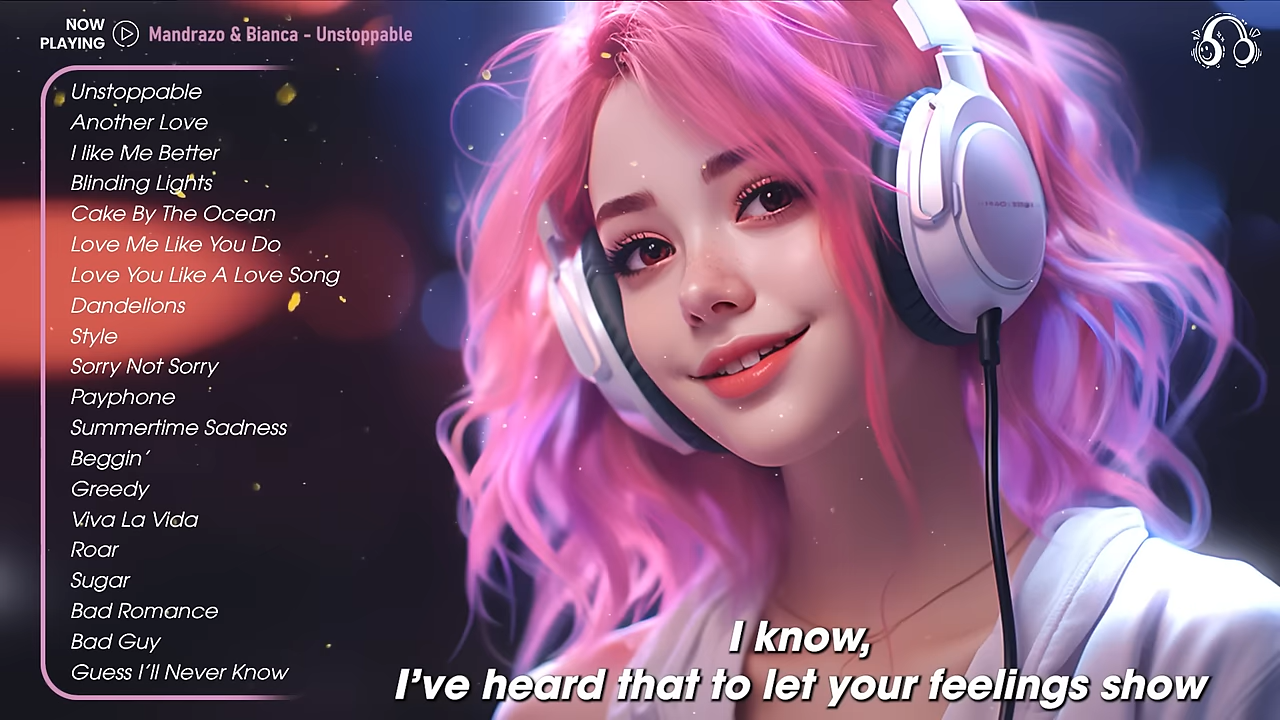 NOW
PLAYING
Mandrazo & Bianca - Unstoppable
Unstoppable
Another Love
I like Me Better
Blinding Lights
Cake By The Ocean
Love Me Like You Do
Love You Like A Love Song
Dandelions
Style
Sorry Not Sorry
Payphone
Summertime Sadness
Beggin’
Greedy
Viva La Vida
Roar
Sugar
Bad Romance
Bad Guy
Guess I’ll Never Know
I know,
I’ve heard that to let your feelings show